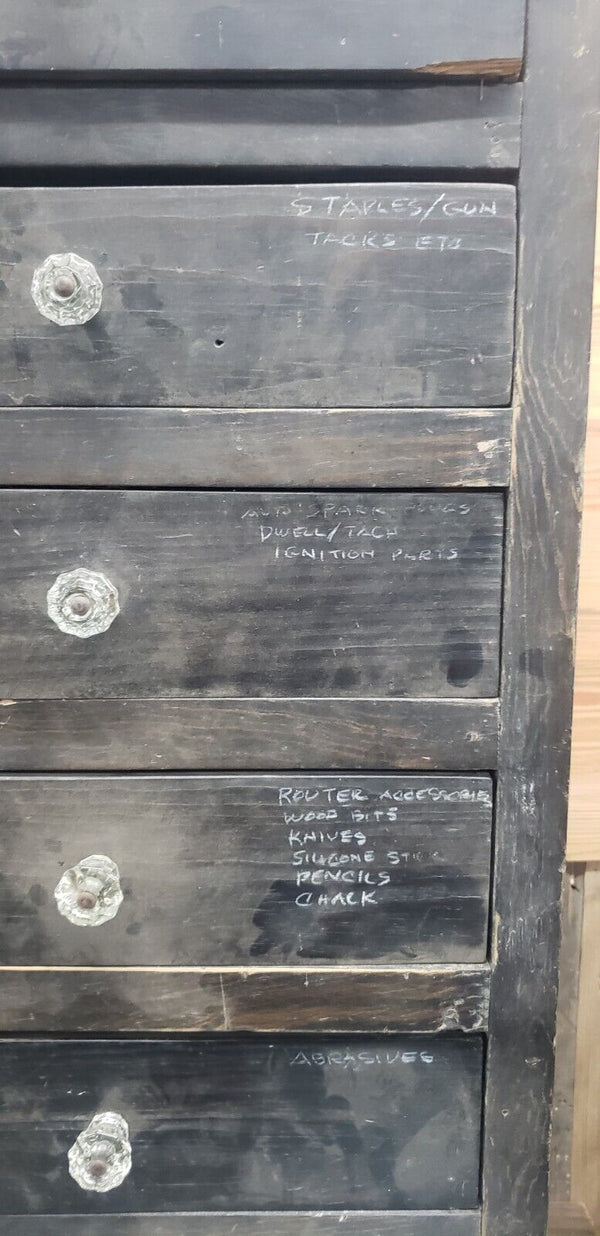 STAPLES/GUN
TACKS ETC
AUTO SPARK PLUGS
DWELL/TACH
IGNITION PARTS
ROUTER ACCESSORIES
WOOD BITS
KNIVES
SILICONE STICK
PENCILS
CHALK
ABRASIVES